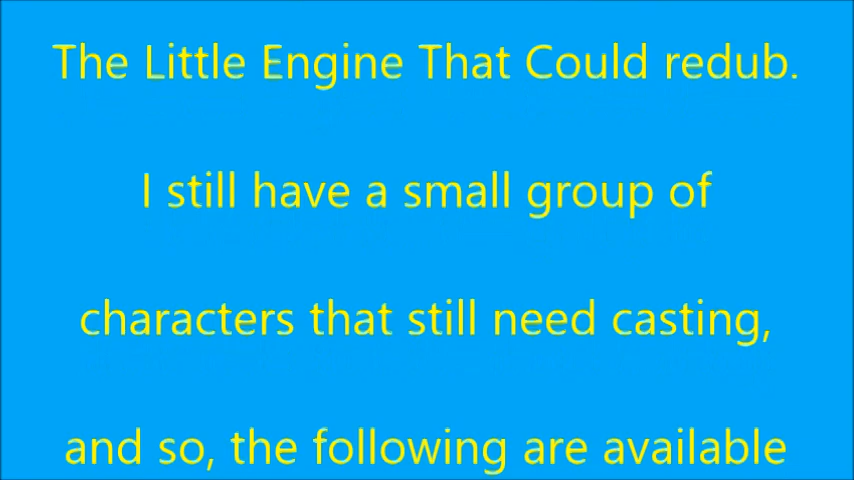 The Little Engine That Could redub.
I still have a small group of
characters that still need casting,
and so, the following are available